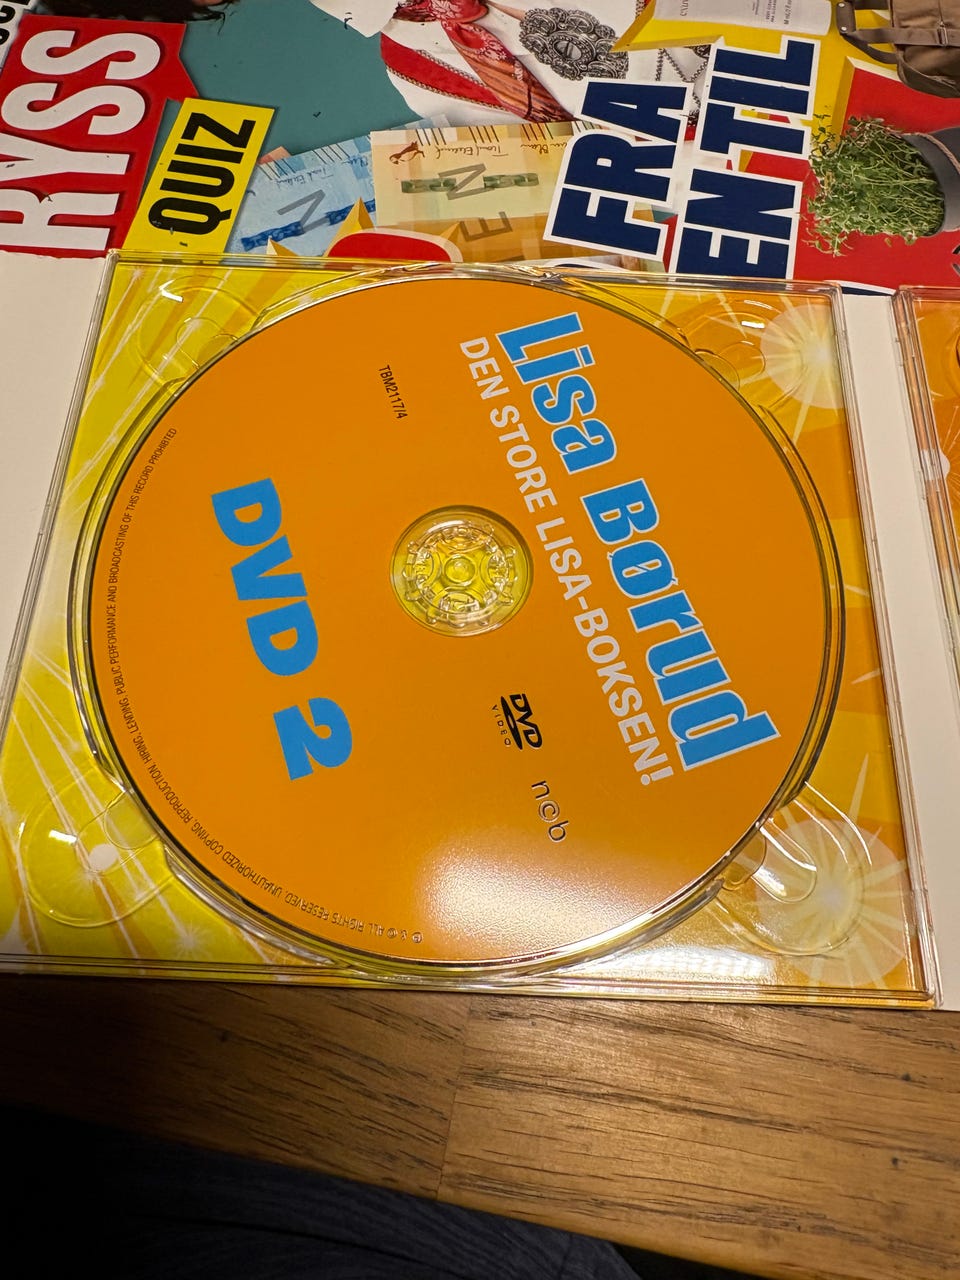 RYSS
QUIZ
FRA
EN TIL
Lisa Børud
DEN STORE LISA-BOKSEN!
TBM2117/4
DVD
VIDEO
n©b
DVD 2
℗ & © ALL RIGHTS RESERVED. UNAUTHORIZED COPYING, REPRODUCTION, HIRING, LENDING, PUBLIC PERFORMANCE AND BROADCASTING OF THIS RECORD PROHIBITED